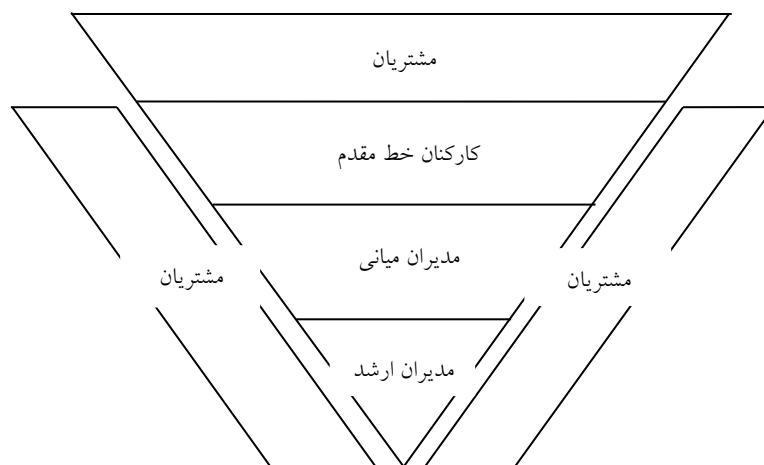 مشتریان
کارکنان خط مقدم
مدیران میانی
مشتریان
مشتریان
مدیران ارشد